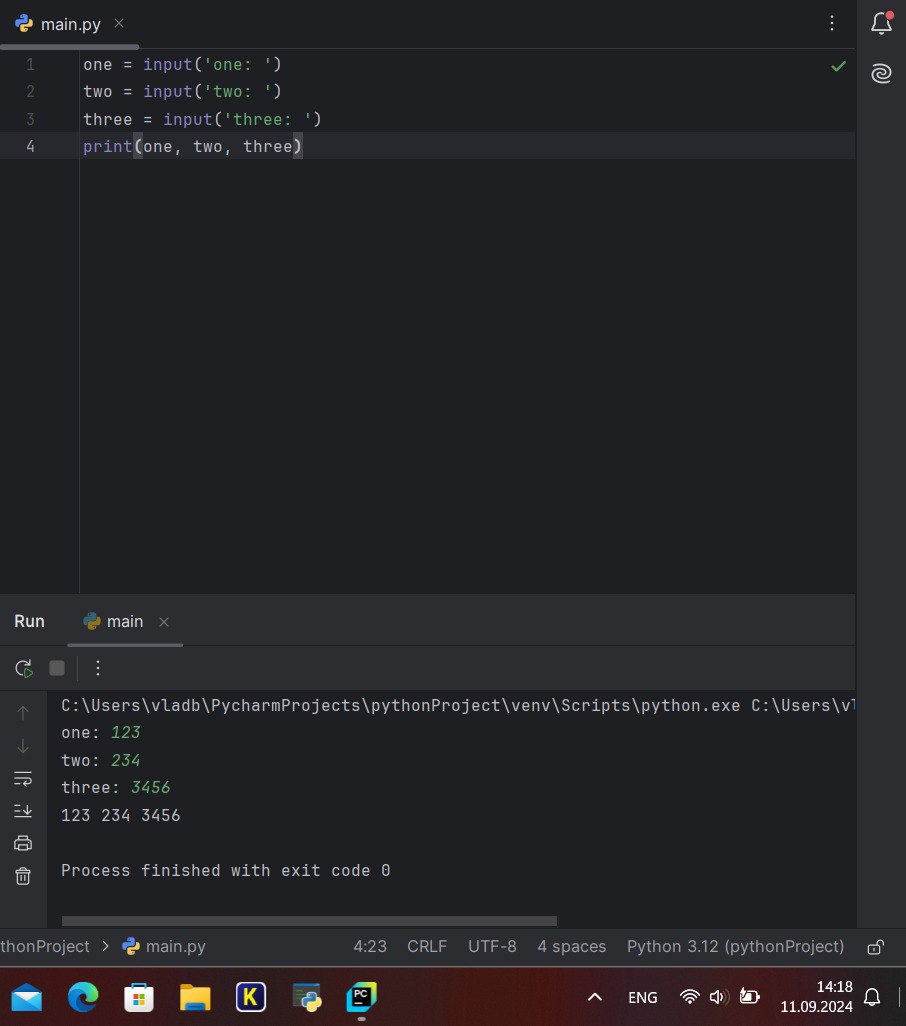 main.py
1 one = input('one: ')
2 two = input('two: ')
3 three = input('three: ')
4 print(one, two, three)
Run main
C:\Users\vladb\PycharmProjects\pythonProject\venv\Scripts\python.exe C:\Users\vl
one: 123
two: 234
three: 3456
123 234 3456
Process finished with exit code 0
thonProject > main.py 4:23 CRLF UTF-8 4 spaces Python 3.12 (pythonProject)
K PC ENG 14:18
11.09.2024